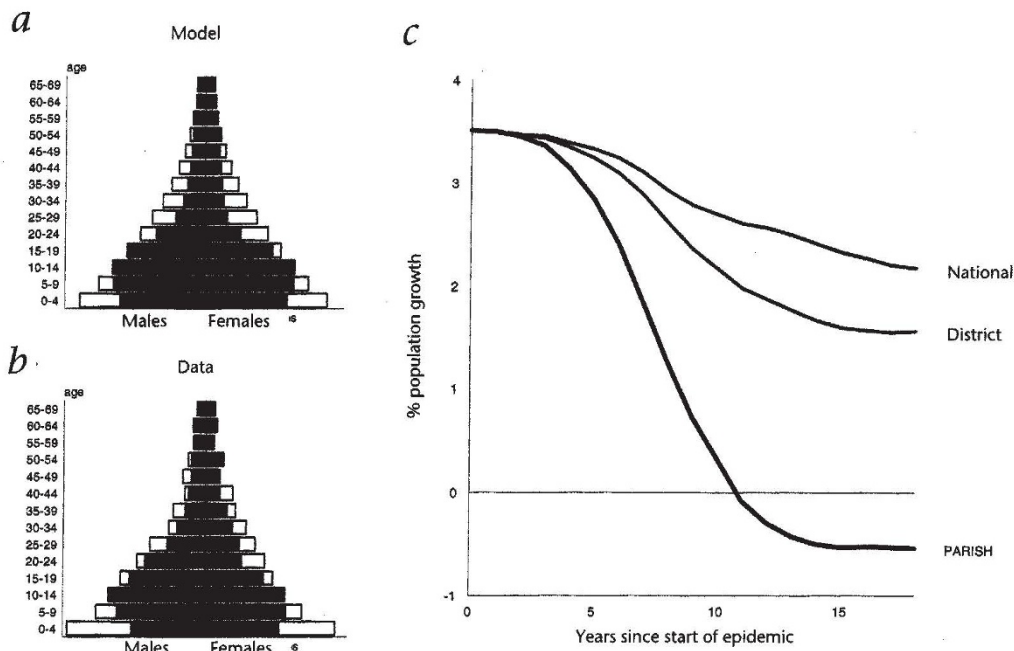 a
Model
age
65-69
60-64
55-59
50-54
45-49
40-44
35-39
30-34
25-29
20-24
15-19
10-14
5-9
0-4
Males Females
b
Data
age
65-69
60-64
55-59
50-54
45-49
40-44
35-39
30-34
25-29
20-24
15-19
10-14
5-9
0-4
Males Females
c
% population growth
4
3
2
1
0
-1
0 5 10 15
Years since start of epidemic
National
District
PARISH